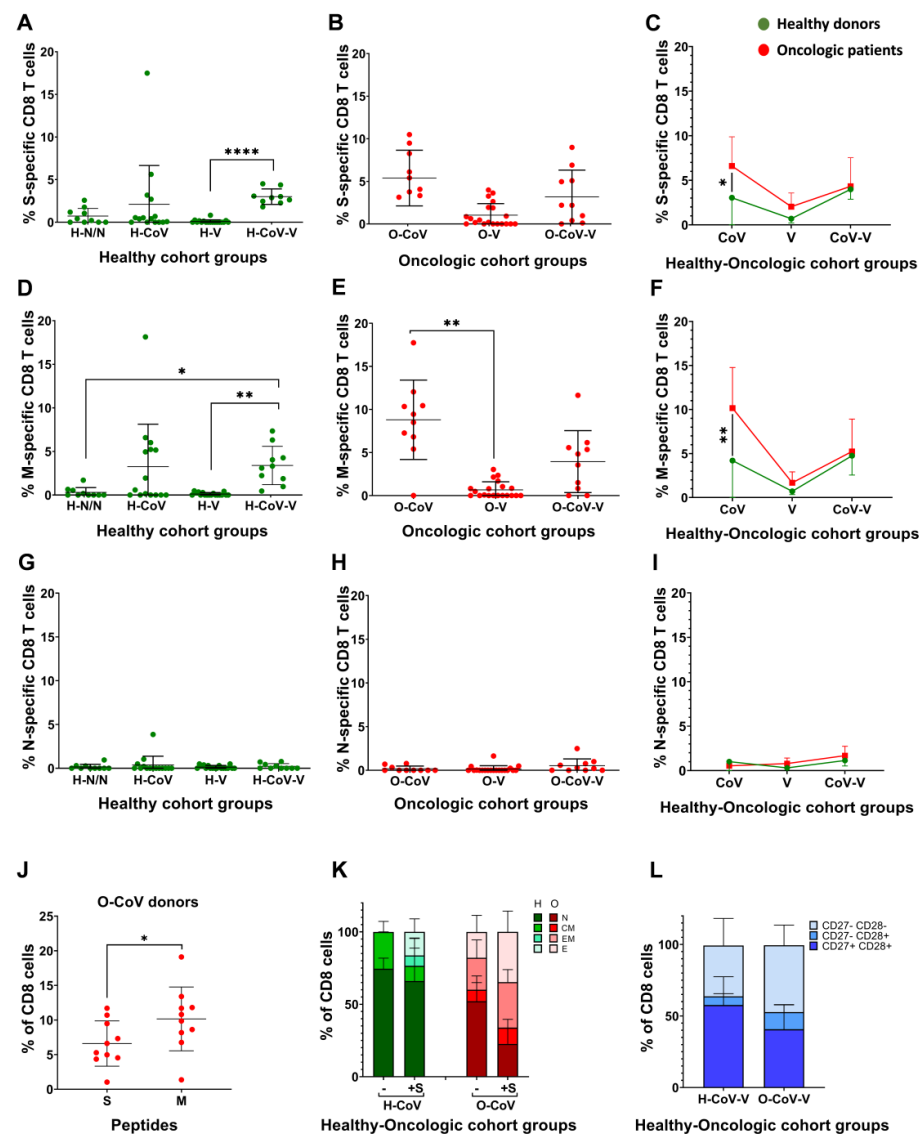 A
B
C
Healthy donors
Oncologic patients
% S-specific CD8 T cells
20
15
10
5
0
****
H-N/N H-CoV H-V H-CoV-V
Healthy cohort groups
% S-specific CD8 T cells
20
15
10
5
0
O-CoV O-V O-CoV-V
Oncologic cohort groups
% S-specific CD8 T cells
20
15
10
5
0
*
CoV V CoV-V
Healthy-Oncologic cohort groups
D
E
F
% M-specific CD8 T cells
20
15
10
5
0
*
**
H-N/N H-CoV H-V H-CoV-V
Healthy cohort groups
% M-specific CD8 T cells
20
15
10
5
0
**
O-CoV O-V O-CoV-V
Oncologic cohort groups
% M-specific CD8 T cells
20
15
10
5
0
**
CoV V CoV-V
Healthy-Oncologic cohort groups
G
H
I
% N-specific CD8 T cells
20
15
10
5
0
H-N/N H-CoV H-V H-CoV-V
Healthy cohort groups
% N-specific CD8 T cells
20
15
10
5
0
O-CoV O-V O-CoV-V
Oncologic cohort groups
% N-specific CD8 T cells
20
15
10
5
0
CoV V CoV-V
Healthy-Oncologic cohort groups
J
K
L
O-CoV donors
% of CD8 cells
25
20
15
10
5
0
*
S M
Peptides
% of CD8 cells
100
50
0
H O
N
CM
EM
E
- +S - +S
H-CoV O-CoV
Healthy-Oncologic cohort groups
% of CD8 cells
100
50
0
CD27- CD28-
CD27- CD28+
CD27+ CD28+
H-CoV-V O-CoV-V
Healthy-Oncologic cohort groups